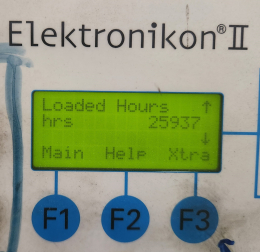 Elektronikon®II
Loaded Hours ↑
hrs 25937
↓
Main Help Xtra
F1 F2 F3